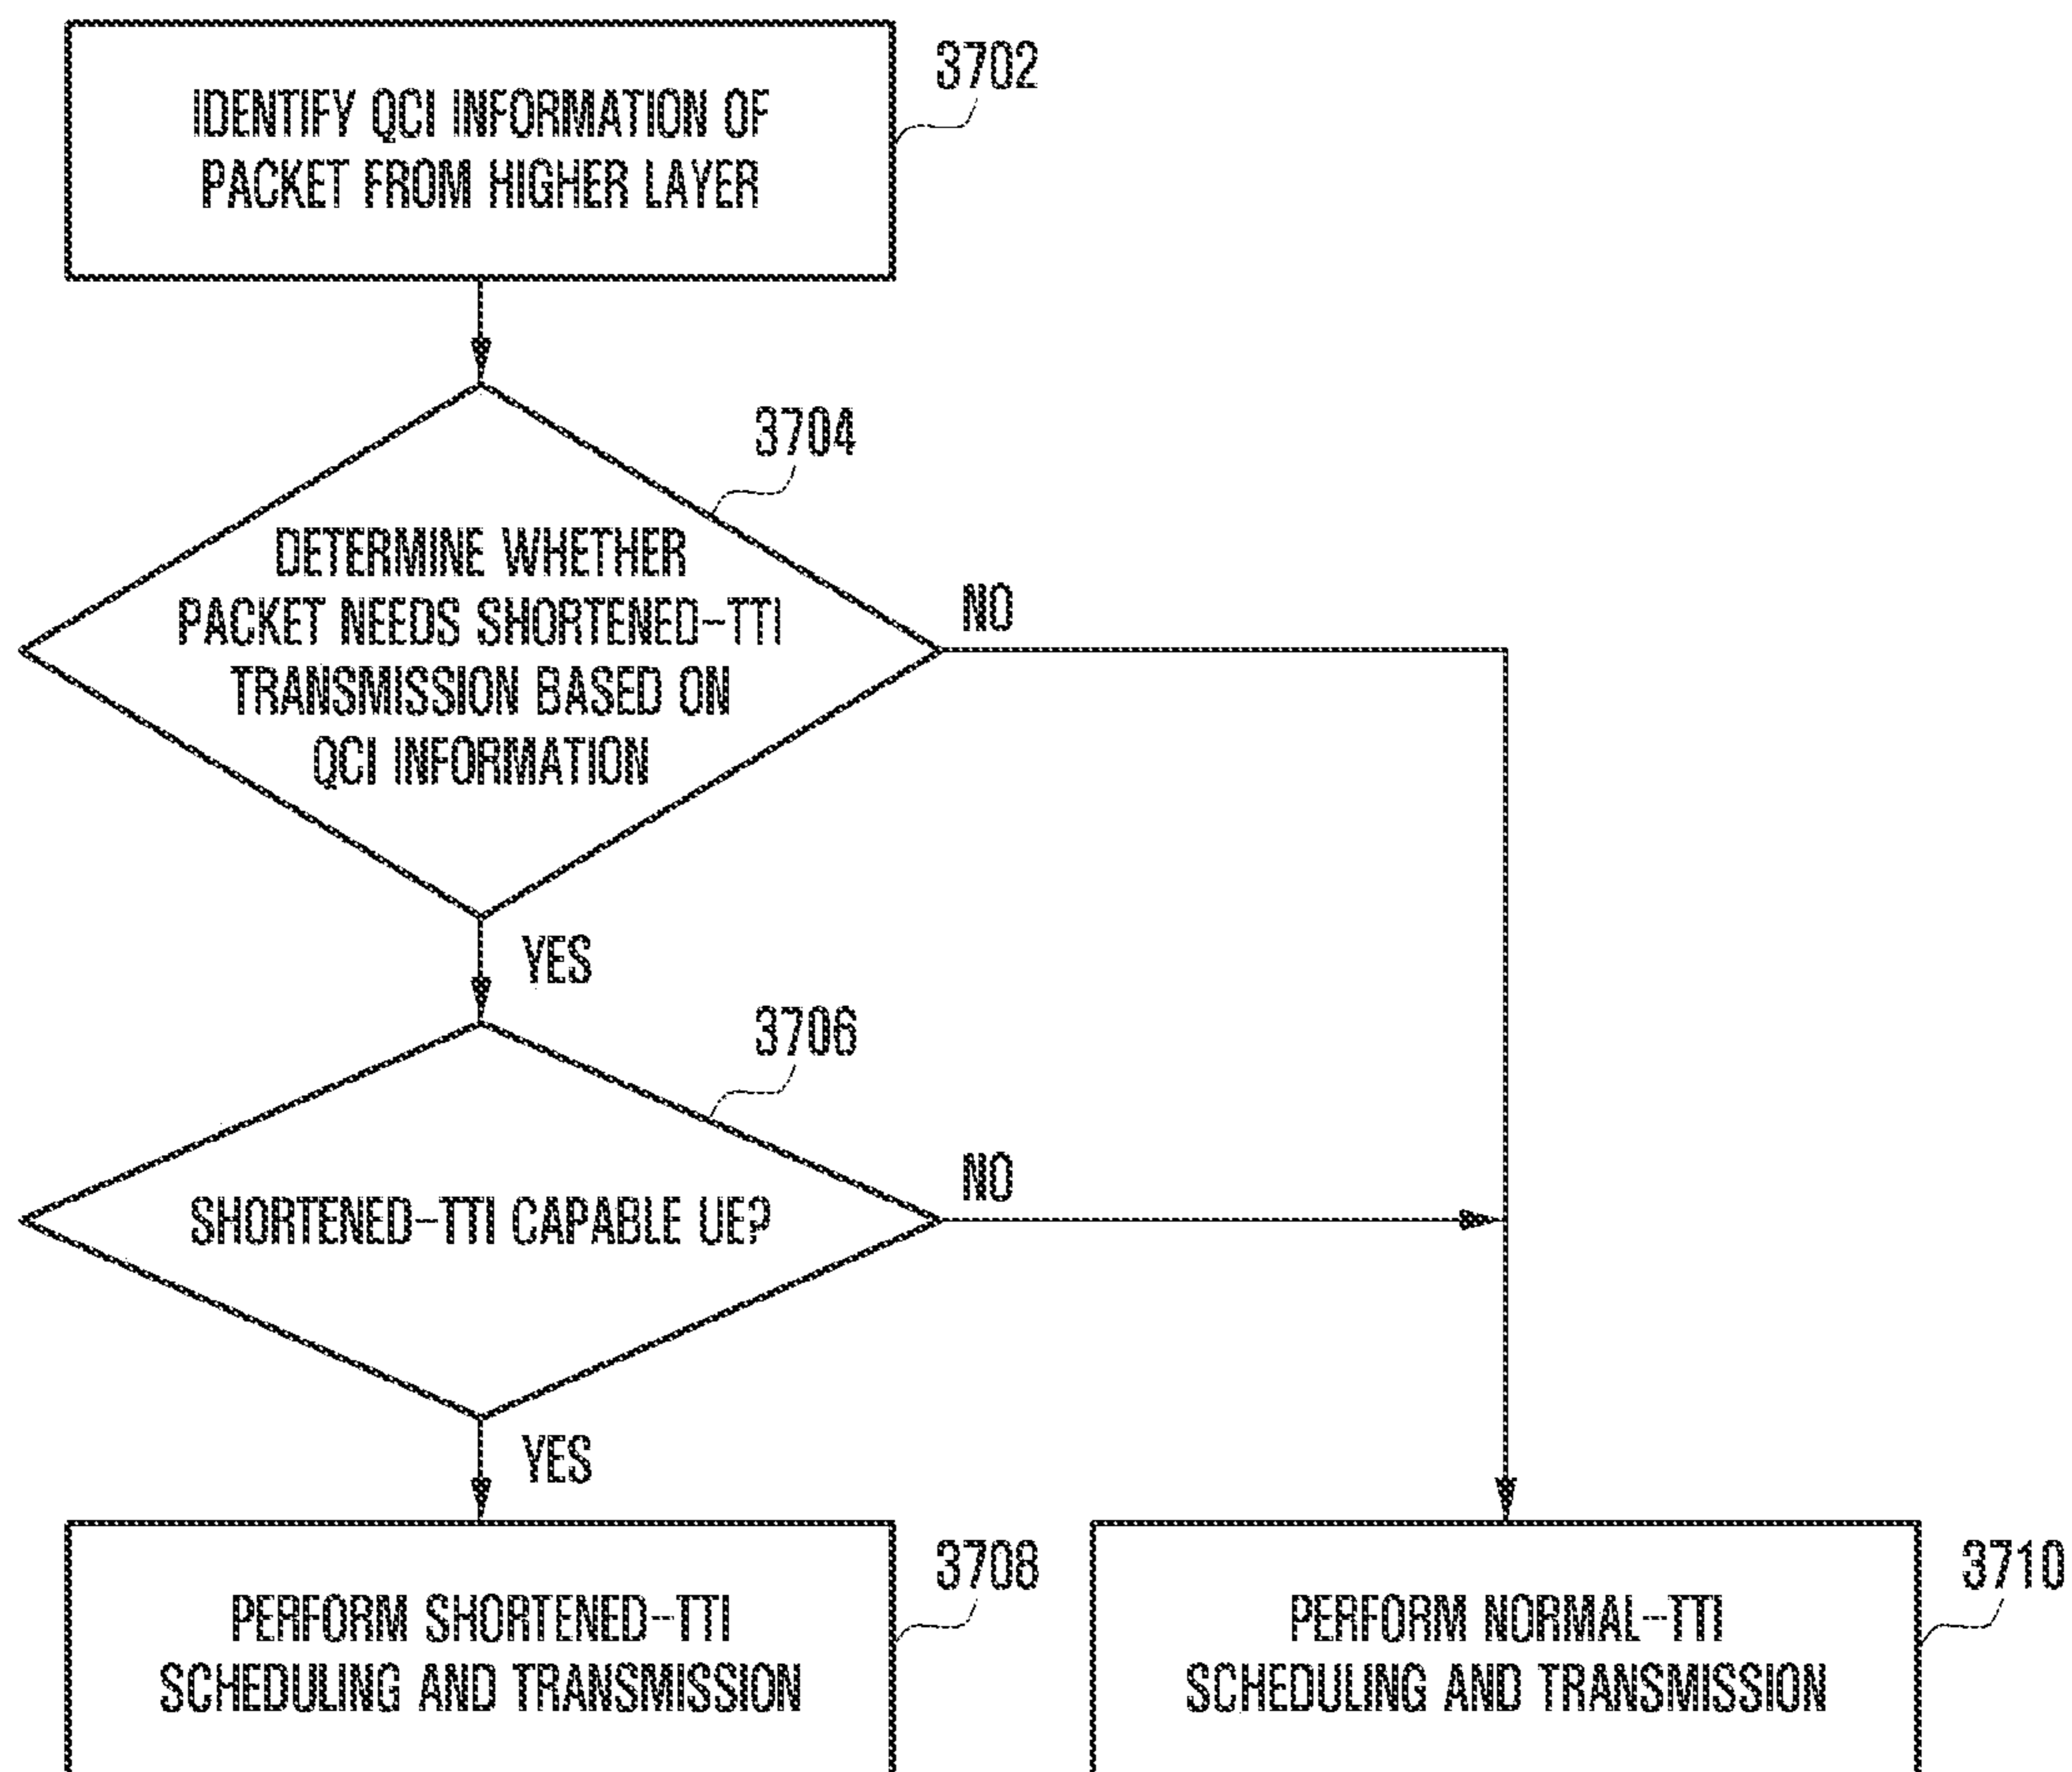 3702
IDENTIFY QCI INFORMATION OF
PACKET FROM HIGHER LAYER
3704
DETERMINE WHETHER
PACKET NEEDS SHORTENED-TTI
TRANSMISSION BASED ON
QCI INFORMATION
NO
YES
3706
SHORTENED-TTI CAPABLE UE?
NO
YES
3708
PERFORM SHORTENED-TTI
SCHEDULING AND TRANSMISSION
3710
PERFORM NORMAL-TTI
SCHEDULING AND TRANSMISSION